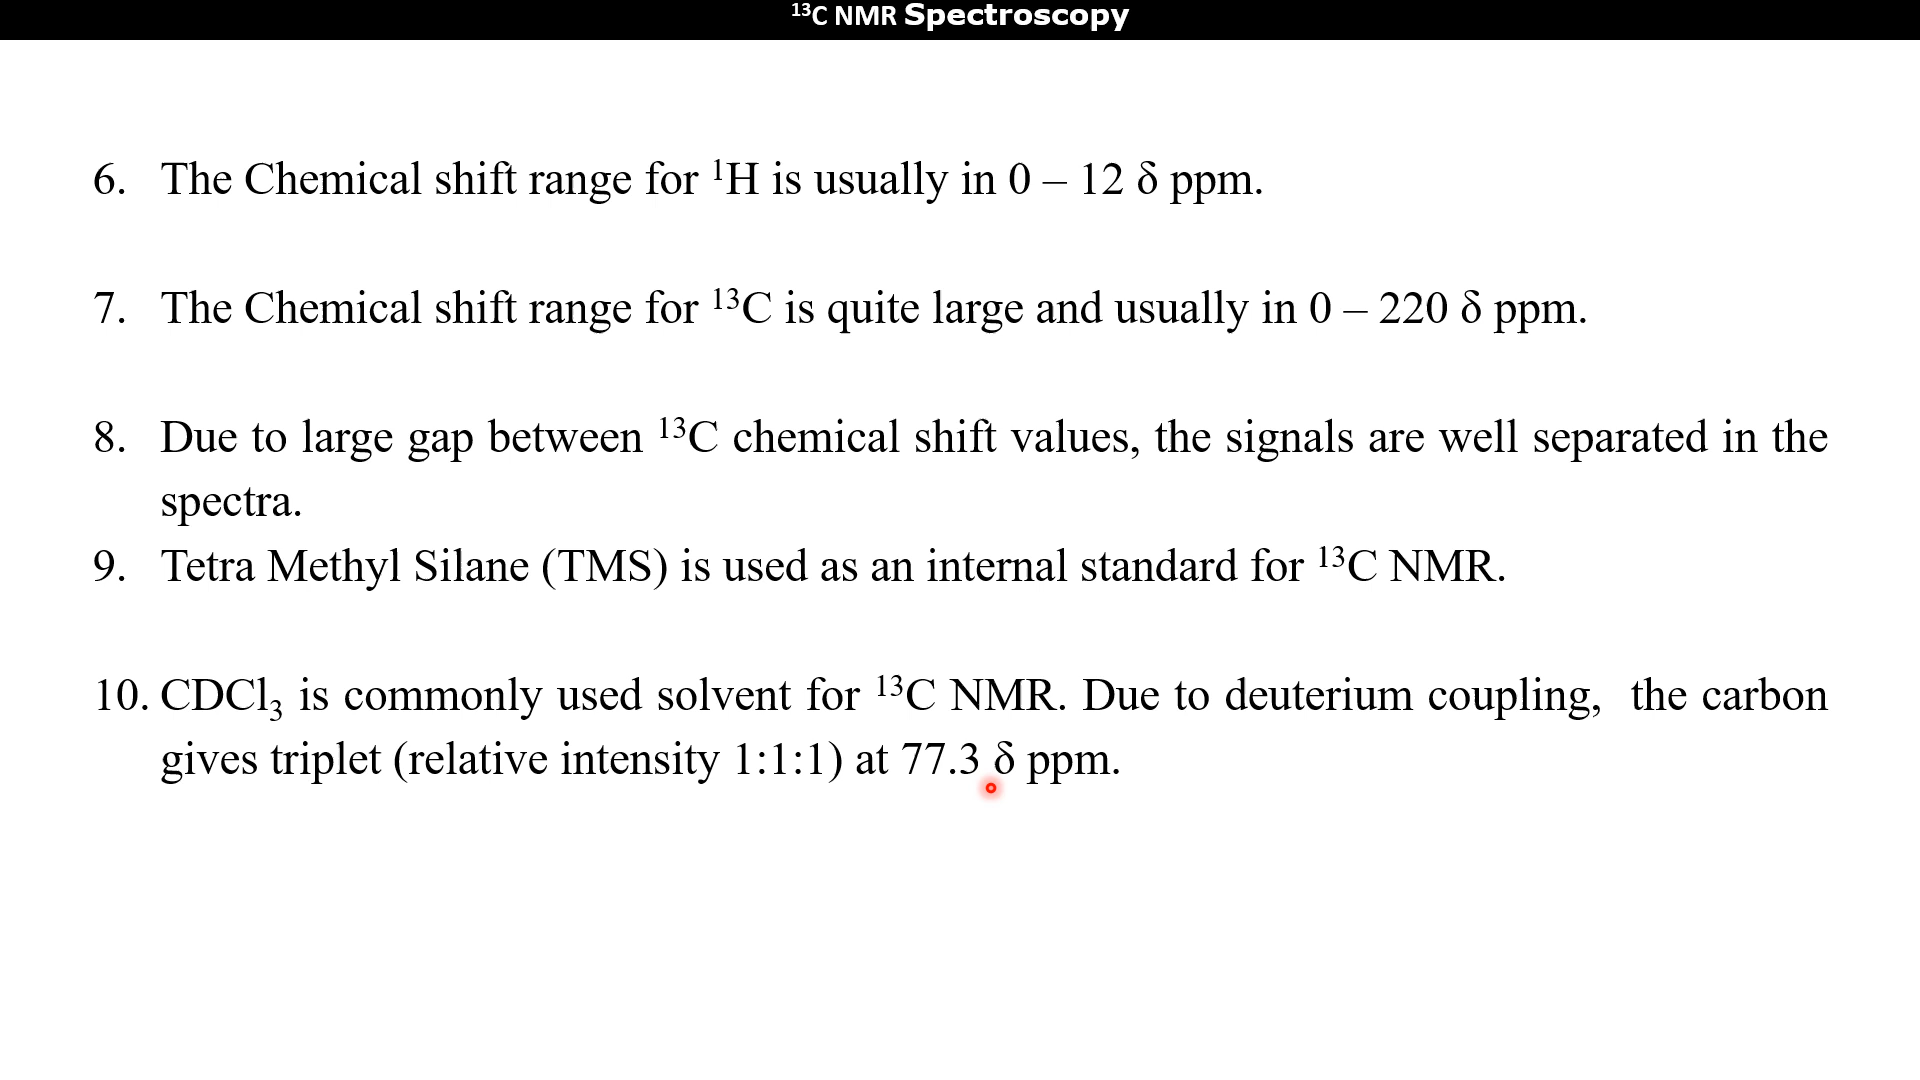 ¹³C NMR Spectroscopy
6. The Chemical shift range for ¹H is usually in 0 – 12 δ ppm.
7. The Chemical shift range for ¹³C is quite large and usually in 0 – 220 δ ppm.
8. Due to large gap between ¹³C chemical shift values, the signals are well separated in the
spectra.
9. Tetra Methyl Silane (TMS) is used as an internal standard for ¹³C NMR.
10. CDCl₃ is commonly used solvent for ¹³C NMR. Due to deuterium coupling, the carbon
gives triplet (relative intensity 1:1:1) at 77.3 δ ppm.